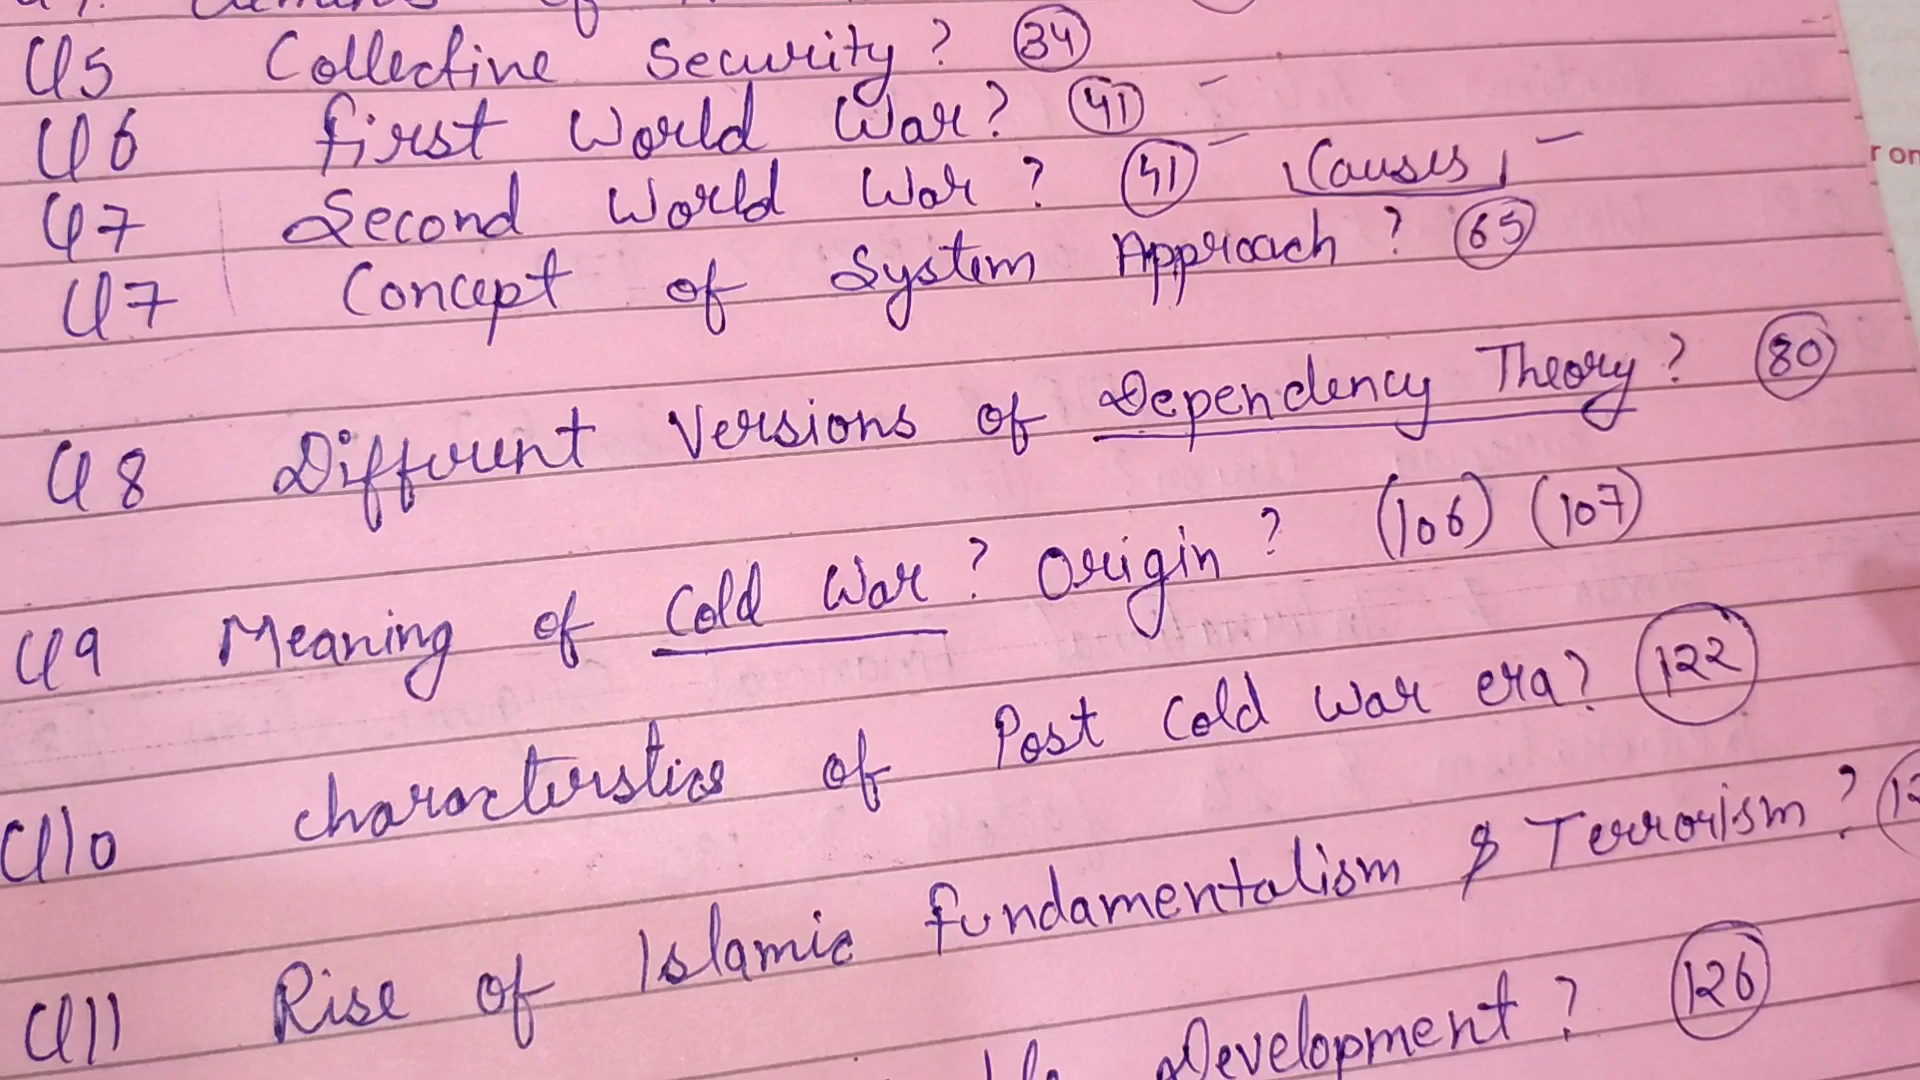 Q5 Collective Security? 34
Q6 First World War? 41
Q7 Second World War? 41 Causes
Q7 Concept of System Approach? 65
Q8 Different Versions of Dependency Theory? 80
Q9 Meaning of Cold War? Origin? (106) (107)
Q10 Characterstics of Post Cold War era? 122
Q11 Rise of Islamic fundamentalism & Terrorism?
Development? 126